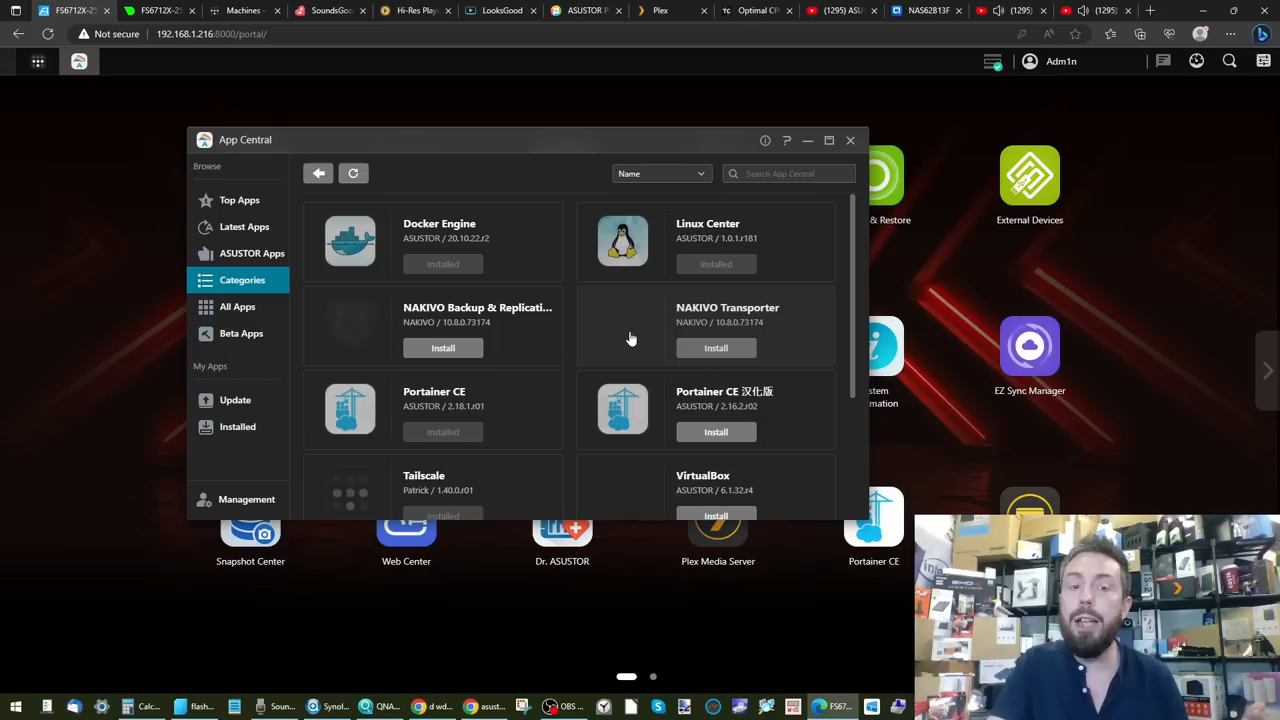 FS6712X-2S
FS6712X-2S
Machines -
SoundsGoo
Hi-Res Play
LooksGood
ASUSTOR P
Plex
Optimal CP
(1295) ASU
NAS62B13F
(1295)
(1295)
Not secure
192.168.1.216:8000/portal/
Adm1n
App Central
Browse
Name
Search App Central
Top Apps
Latest Apps
ASUSTOR Apps
Categories
All Apps
Beta Apps
My Apps
Update
Installed
Management
Docker Engine
ASUSTOR / 20.10.22.r2
Installed
Linux Center
ASUSTOR / 1.0.1.r181
Installed
NAKIVO Backup & Replicati...
NAKIVO / 10.8.0.73174
Install
NAKIVO Transporter
NAKIVO / 10.8.0.73174
Install
Portainer CE
ASUSTOR / 2.18.1.r01
Installed
Portainer CE 汉化版
ASUSTOR / 2.16.2.r02
Install
Tailscale
Patrick / 1.40.0.r01
Installed
VirtualBox
ASUSTOR / 6.1.32.r4
Install
& Restore
External Devices
stem
mation
EZ Sync Manager
Snapshot Center
Web Center
Dr. ASUSTOR
Plex Media Server
Portainer CE
Calc
flash
Soun
Synol
QNA
d wd
asust
OBS
FS67